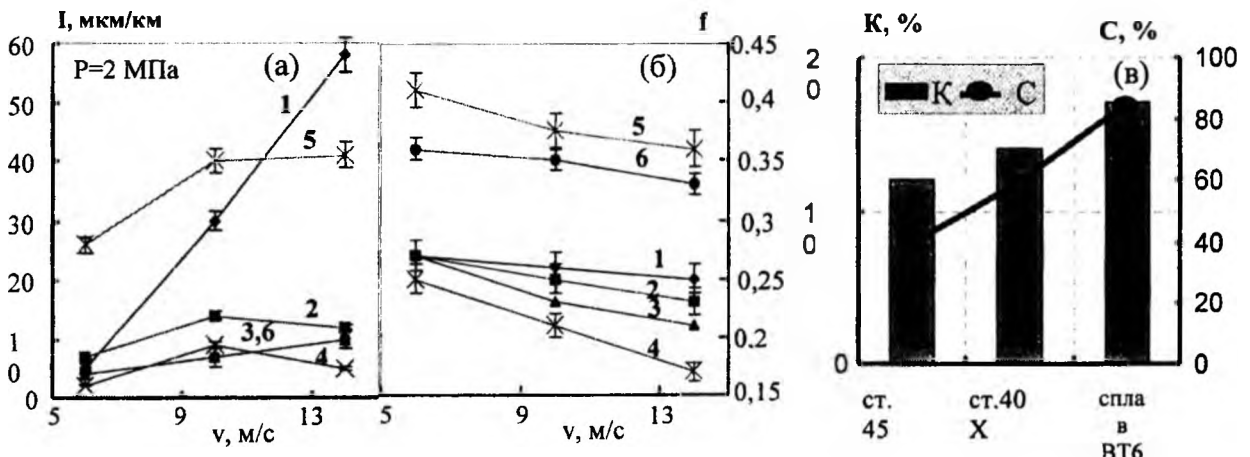 I, мкм/км
60
50
40
30
20
1
0
0
P=2 МПа
(а)
1
5
2
3,6
4
5
9
13
v, м/с
f
(б)
0,45
0,4
0,35
0,3
0,25
0,2
0,15
5
6
1
2
3
4
5
9
13
v, м/с
К, %
С, %
2
0
1
0
0
К
С
(в)
100
80
60
40
20
0
ст.
45
ст.40
Х
спла
в
ВТ6